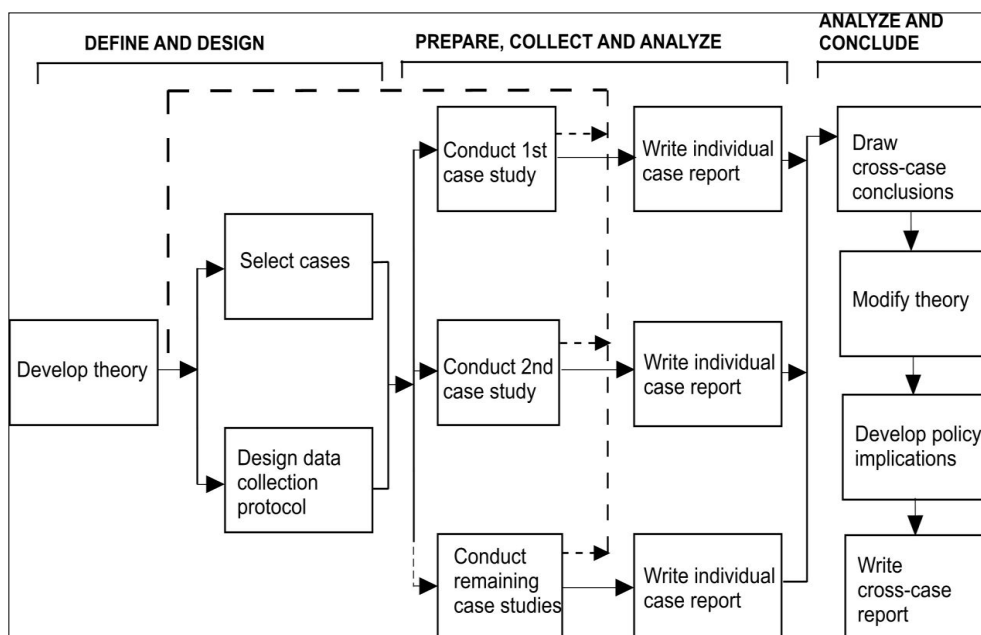 DEFINE AND DESIGN
PREPARE, COLLECT AND ANALYZE
ANALYZE AND
CONCLUDE
Develop theory
Select cases
Design data
collection
protocol
Conduct 1st
case study
Conduct 2nd
case study
Conduct
remaining
case studies
Write individual
case report
Write individual
case report
Write individual
case report
Draw
cross-case
conclusions
Modify theory
Develop policy
implications
Write
cross-case
report